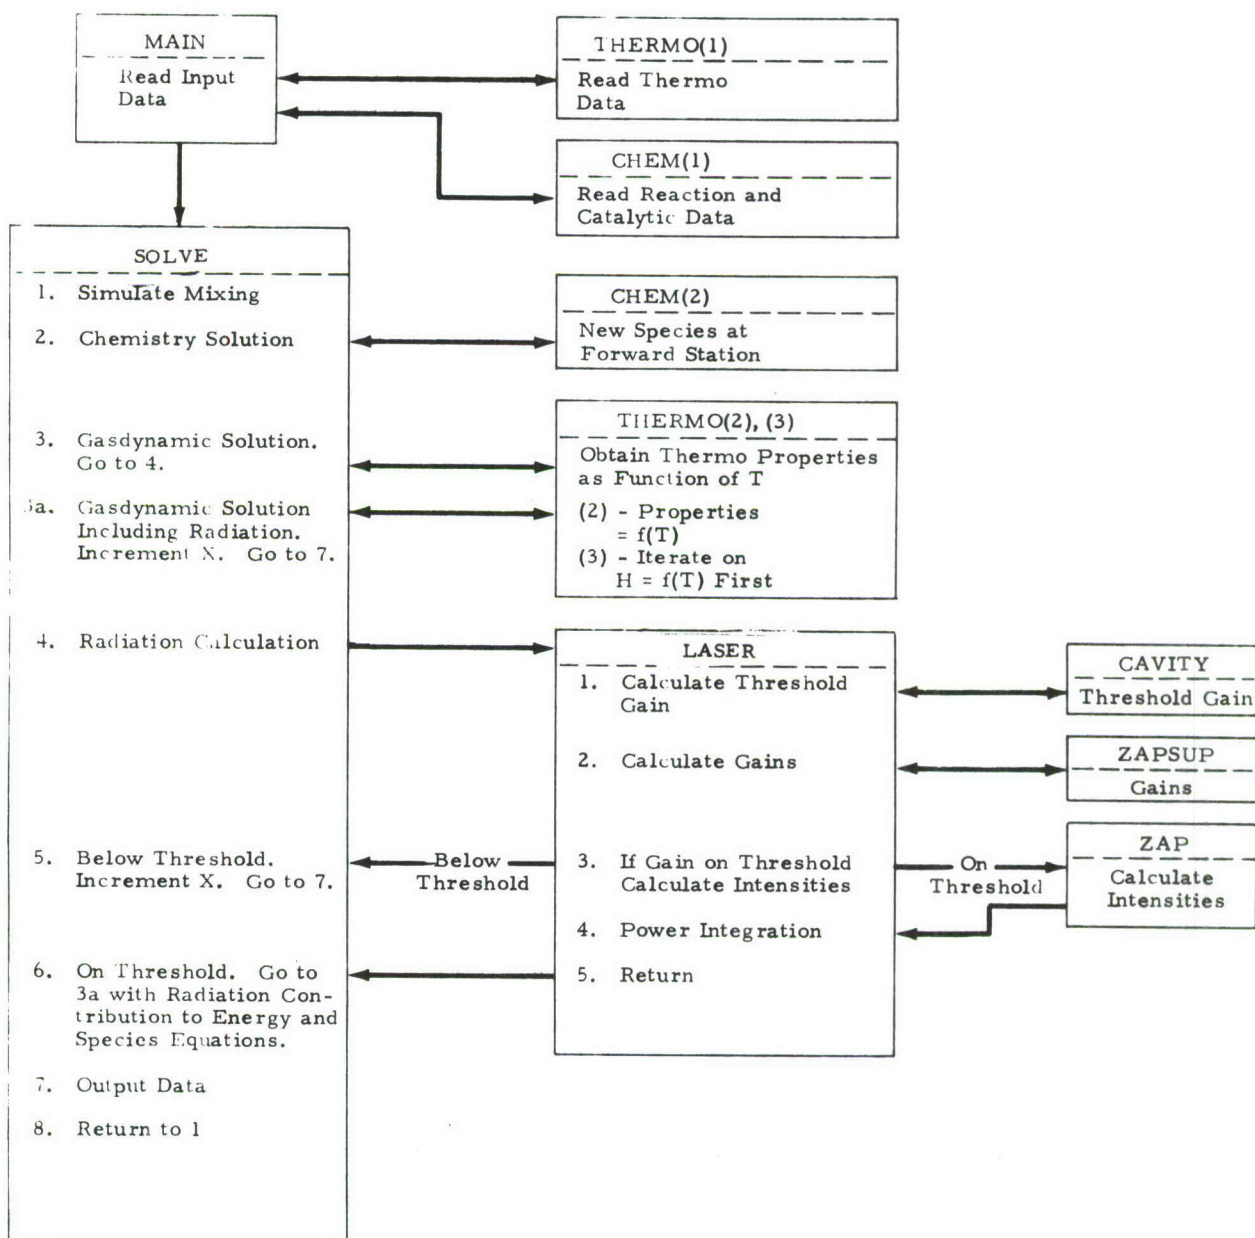 MAIN
Read Input
Data
THERMO(1)
Read Thermo
Data
CHEM(1)
Read Reaction and
Catalytic Data
SOLVE
1. Simulate Mixing
2. Chemistry Solution
CHEM(2)
New Species at
Forward Station
3. Gasdynamic Solution.
Go to 4.
3a. Gasdynamic Solution
Including Radiation.
Increment X. Go to 7.
THERMO(2), (3)
Obtain Thermo Properties
as Function of T
(2) - Properties
= f(T)
(3) - Iterate on
H = f(T) First
4. Radiation Calculation
LASER
1. Calculate Threshold
Gain
CAVITY
Threshold Gain
2. Calculate Gains
ZAPSUP
Gains
5. Below Threshold.
Increment X. Go to 7.
Below
Threshold
3. If Gain on Threshold
Calculate Intensities
On
Threshold
ZAP
Calculate
Intensities
4. Power Integration
5. Return
6. On Threshold. Go to
3a with Radiation Con-
tribution to Energy and
Species Equations.
7. Output Data
8. Return to 1